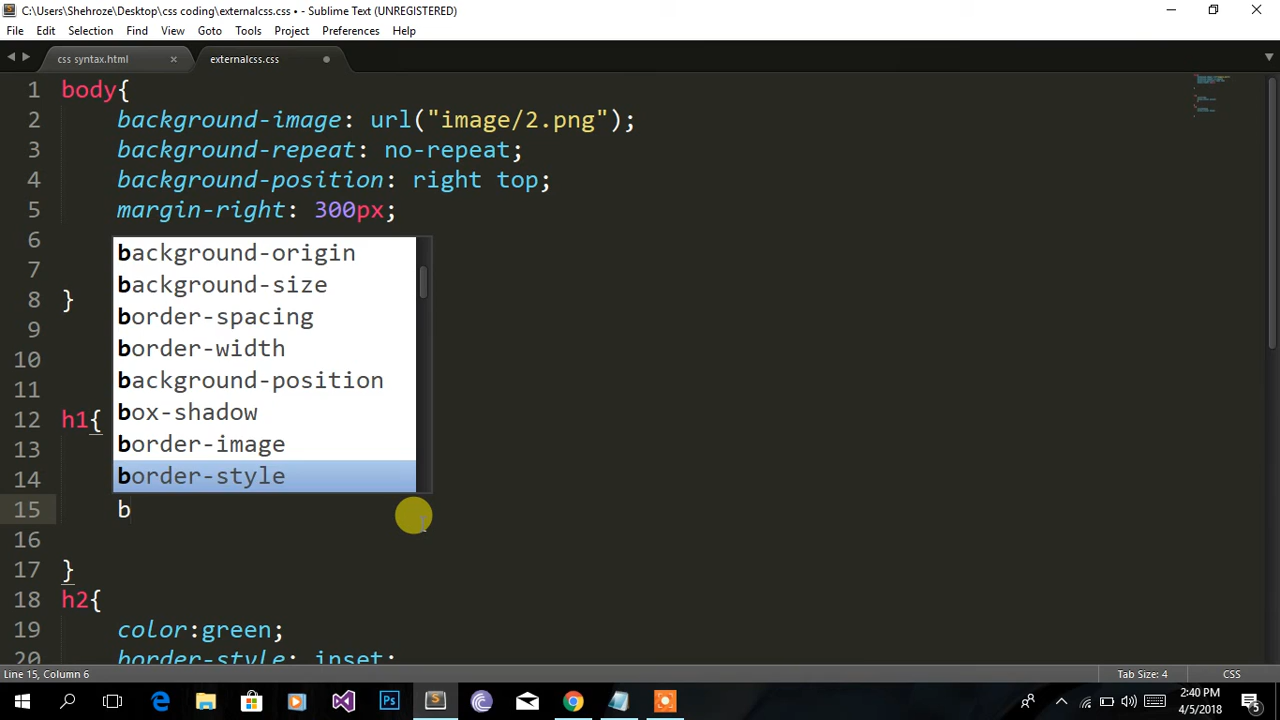 C:\Users\Shehroze\Desktop\css coding\externalcss.css • - Sublime Text (UNREGISTERED)
File Edit Selection Find View Goto Tools Project Preferences Help
css syntax.html externalcss.css
1 body{
2 background-image: url("image/2.png");
3 background-repeat: no-repeat;
4 background-position: right top;
5 margin-right: 300px;
6 background-origin
7 background-size
8 }
border-spacing
9
border-width
10
background-position
11
box-shadow
12 h1{
border-image
13
14 border-style
15 b
16
17 }
18 h2{
19 color:green;
20 border-style: inset;
Line 15, Column 6 Tab Size: 4 CSS
2:40 PM
4/5/2018
5